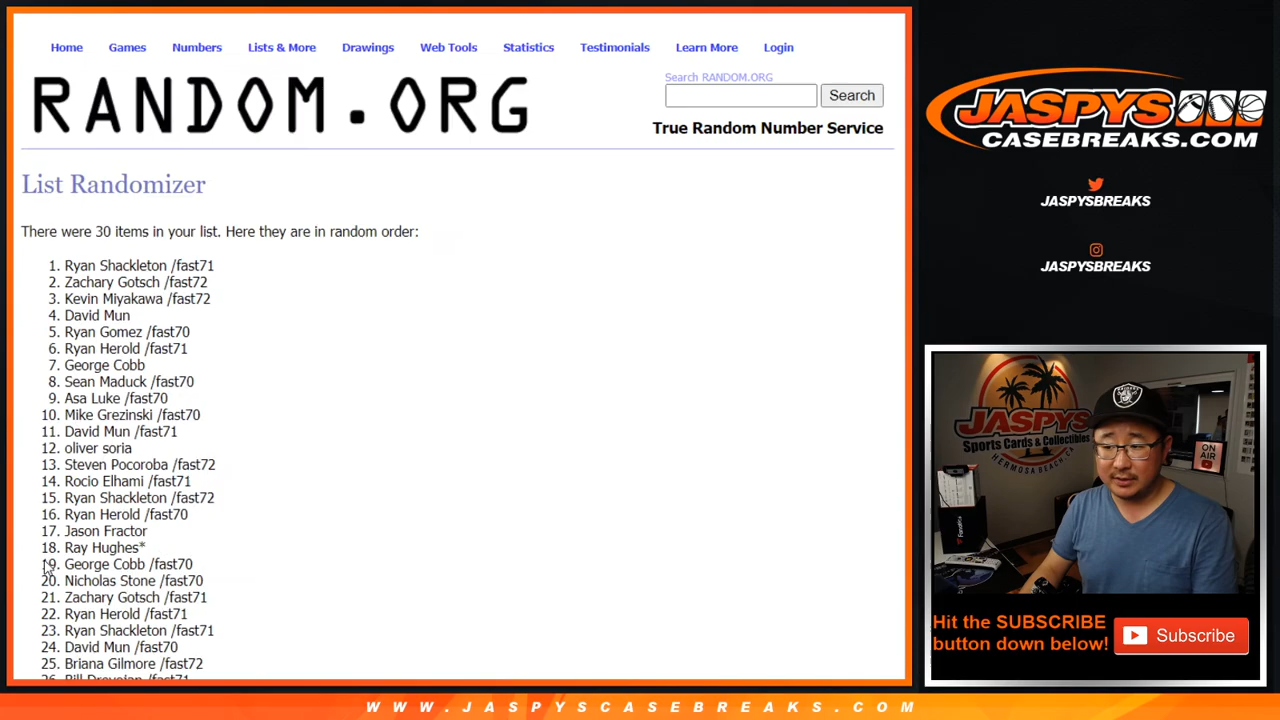 Home Games Numbers Lists & More Drawings Web Tools Statistics Testimonials Learn More Login
RANDOM.ORG
Search RANDOM.ORG
Search
True Random Number Service
List Randomizer
There were 30 items in your list. Here they are in random order:
1. Ryan Shackleton /fast71
2. Zachary Gotsch /fast72
3. Kevin Miyakawa /fast72
4. David Mun
5. Ryan Gomez /fast70
6. Ryan Herold /fast71
7. George Cobb
8. Sean Maduck /fast70
9. Asa Luke /fast70
10. Mike Grezinski /fast70
11. David Mun /fast71
12. oliver soria
13. Steven Pocoroba /fast72
14. Rocio Elhami /fast71
15. Ryan Shackleton /fast72
16. Ryan Herold /fast70
17. Jason Fractor
18. Ray Hughes*
19. George Cobb /fast70
20. Nicholas Stone /fast70
21. Zachary Gotsch /fast71
22. Ryan Herold /fast71
23. Ryan Shackleton /fast71
24. David Mun /fast70
25. Briana Gilmore /fast72
JASPYS
CASEBREAKS.COM
JASPYSBREAKS
JASPYSBREAKS
JASPYS
Sports Cards & Collectibles
HERMOSA BEACH, CA
ON
AIR
Hit the SUBSCRIBE
button down below!
Subscribe
WWW.JASPYSCASEBREAKS.COM